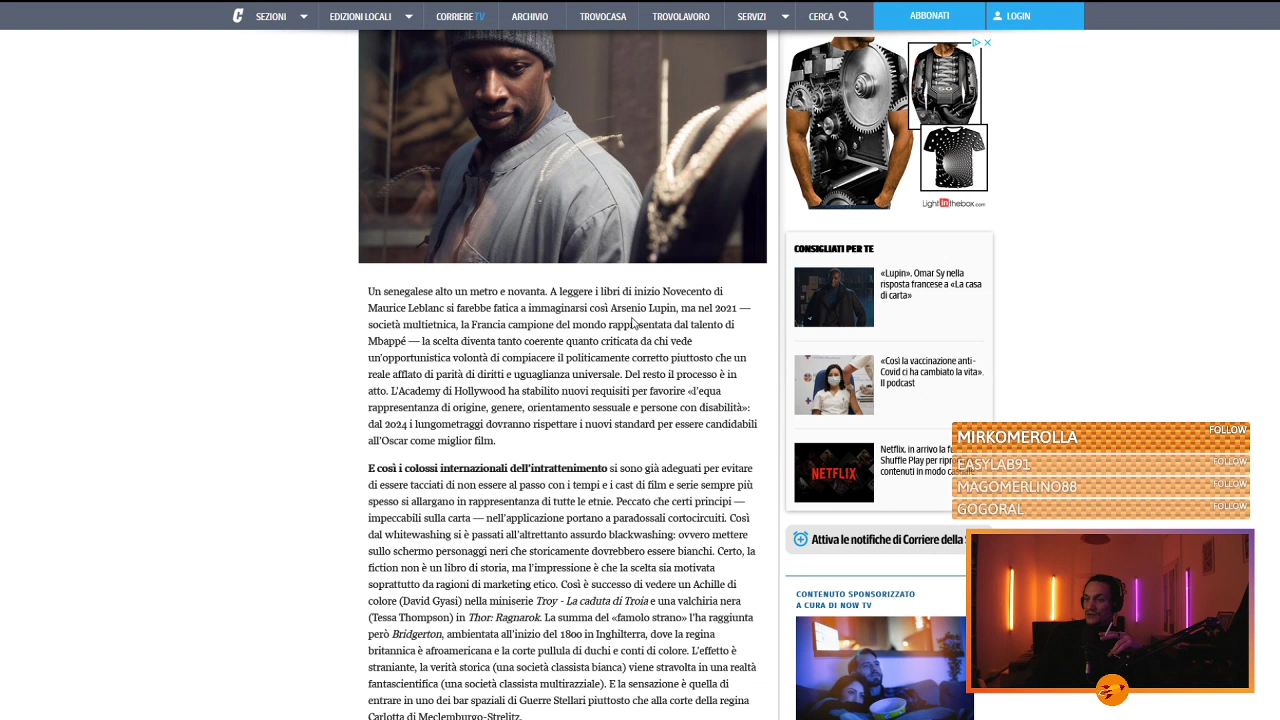 C SEZIONI EDIZIONI LOCALI CORRIERE TV ARCHIVIO TROVOCASA TROVOLAVORO SERVIZI CERCA ABBONATI LOGIN
Un senegalese alto un metro e novanta. A leggere i libri di inizio Novecento di
Maurice Leblanc si farebbe fatica a immaginarsi così Arsenio Lupin, ma nel 2021 —
società multietnica, la Francia campione del mondo rappresentata dal talento di
Mbappé — la scelta diventa tanto coerente quanto criticata da chi vede
un'opportunistica volontà di compiacere il politicamente corretto piuttosto che un
reale afflato di parità di diritti e uguaglianza universale. Del resto il processo è in
atto. L'Academy di Hollywood ha stabilito nuovi requisiti per favorire «l'equa
rappresentanza di origine, genere, orientamento sessuale e persone con disabilità»:
dal 2024 i lungometraggi dovranno rispettare i nuovi standard per essere candidabili
all'Oscar come miglior film.
E così i colossi internazionali dell'intrattenimento si sono già adeguati per evitare
di essere tacciati di non essere al passo con i tempi e i cast di film e serie sempre più
spesso si allargano in rappresentanza di tutte le etnie. Peccato che certi principi —
impeccabili sulla carta — nell'applicazione portano a paradossali cortocircuiti. Così
dal whitewashing si è passati all'altrettanto assurdo blackwashing: ovvero mettere
sullo schermo personaggi neri che storicamente dovrebbero essere bianchi. Certo, la
fiction non è un libro di storia, ma l'impressione è che la scelta sia motivata
soprattutto da ragioni di marketing etico. Così è successo di vedere un Achille di
colore (David Gyasi) nella miniserie Troy - La caduta di Troia e una valchiria nera
(Tessa Thompson) in Thor: Ragnarok. La summa del «famolo strano» l'ha raggiunta
però Bridgerton, ambientata all'inizio del 1800 in Inghilterra, dove la regina
britannica è afroamericana e la corte pullula di duchi e conti di colore. L'effetto è
straniante, la verità storica (una società classista bianca) viene stravolta in una realtà
fantascientifica (una società classista multirazziale). E la sensazione è quella di
entrare in uno dei bar spaziali di Guerre Stellari piuttosto che alla corte della regina
Carlotta di Meclemburgo-Strelitz.
LightInthebox.com
CONSIGLIATI PER TE
«Lupin», Omar Sy nella
risposta francese a «La casa
di carta»
«Così la vaccinazione anti-
Covid ci ha cambiato la vita».
Il podcast
NETFLIX
Netflix, in arrivo la
Shuffle Play per
contenuti in modo
Attiva le notifiche di Corriere della
CONTENUTO SPONSORIZZATO
A CURA DI NOW TV
MIRKOMEROLLA FOLLOW
EASYLAB91 FOLLOW
MAGOMERLINO88 FOLLOW
GOGORAL FOLLOW